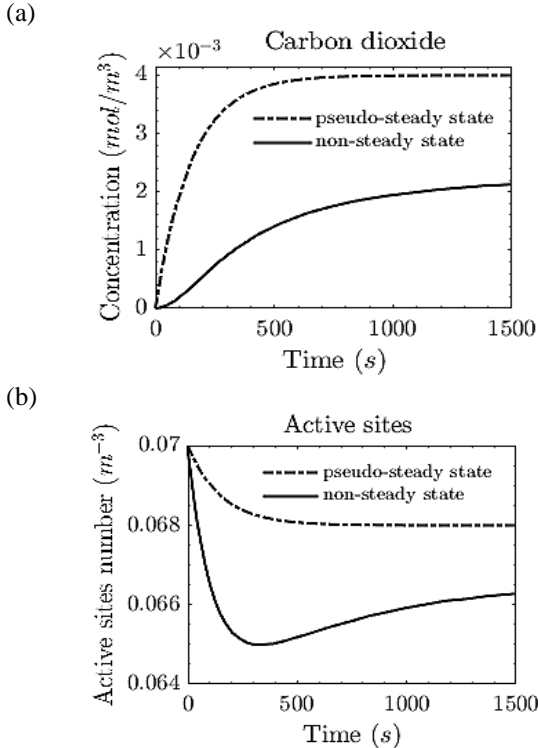 (a)
×10⁻³ Carbon dioxide
4
3
2
1
0
Concentration (mol/m³)
pseudo-steady state
non-steady state
0 500 1000 1500
Time (s)
(b)
Active sites
0.07
0.068
0.066
0.064
Active sites number (m⁻³)
pseudo-steady state
non-steady state
0 500 1000 1500
Time (s)